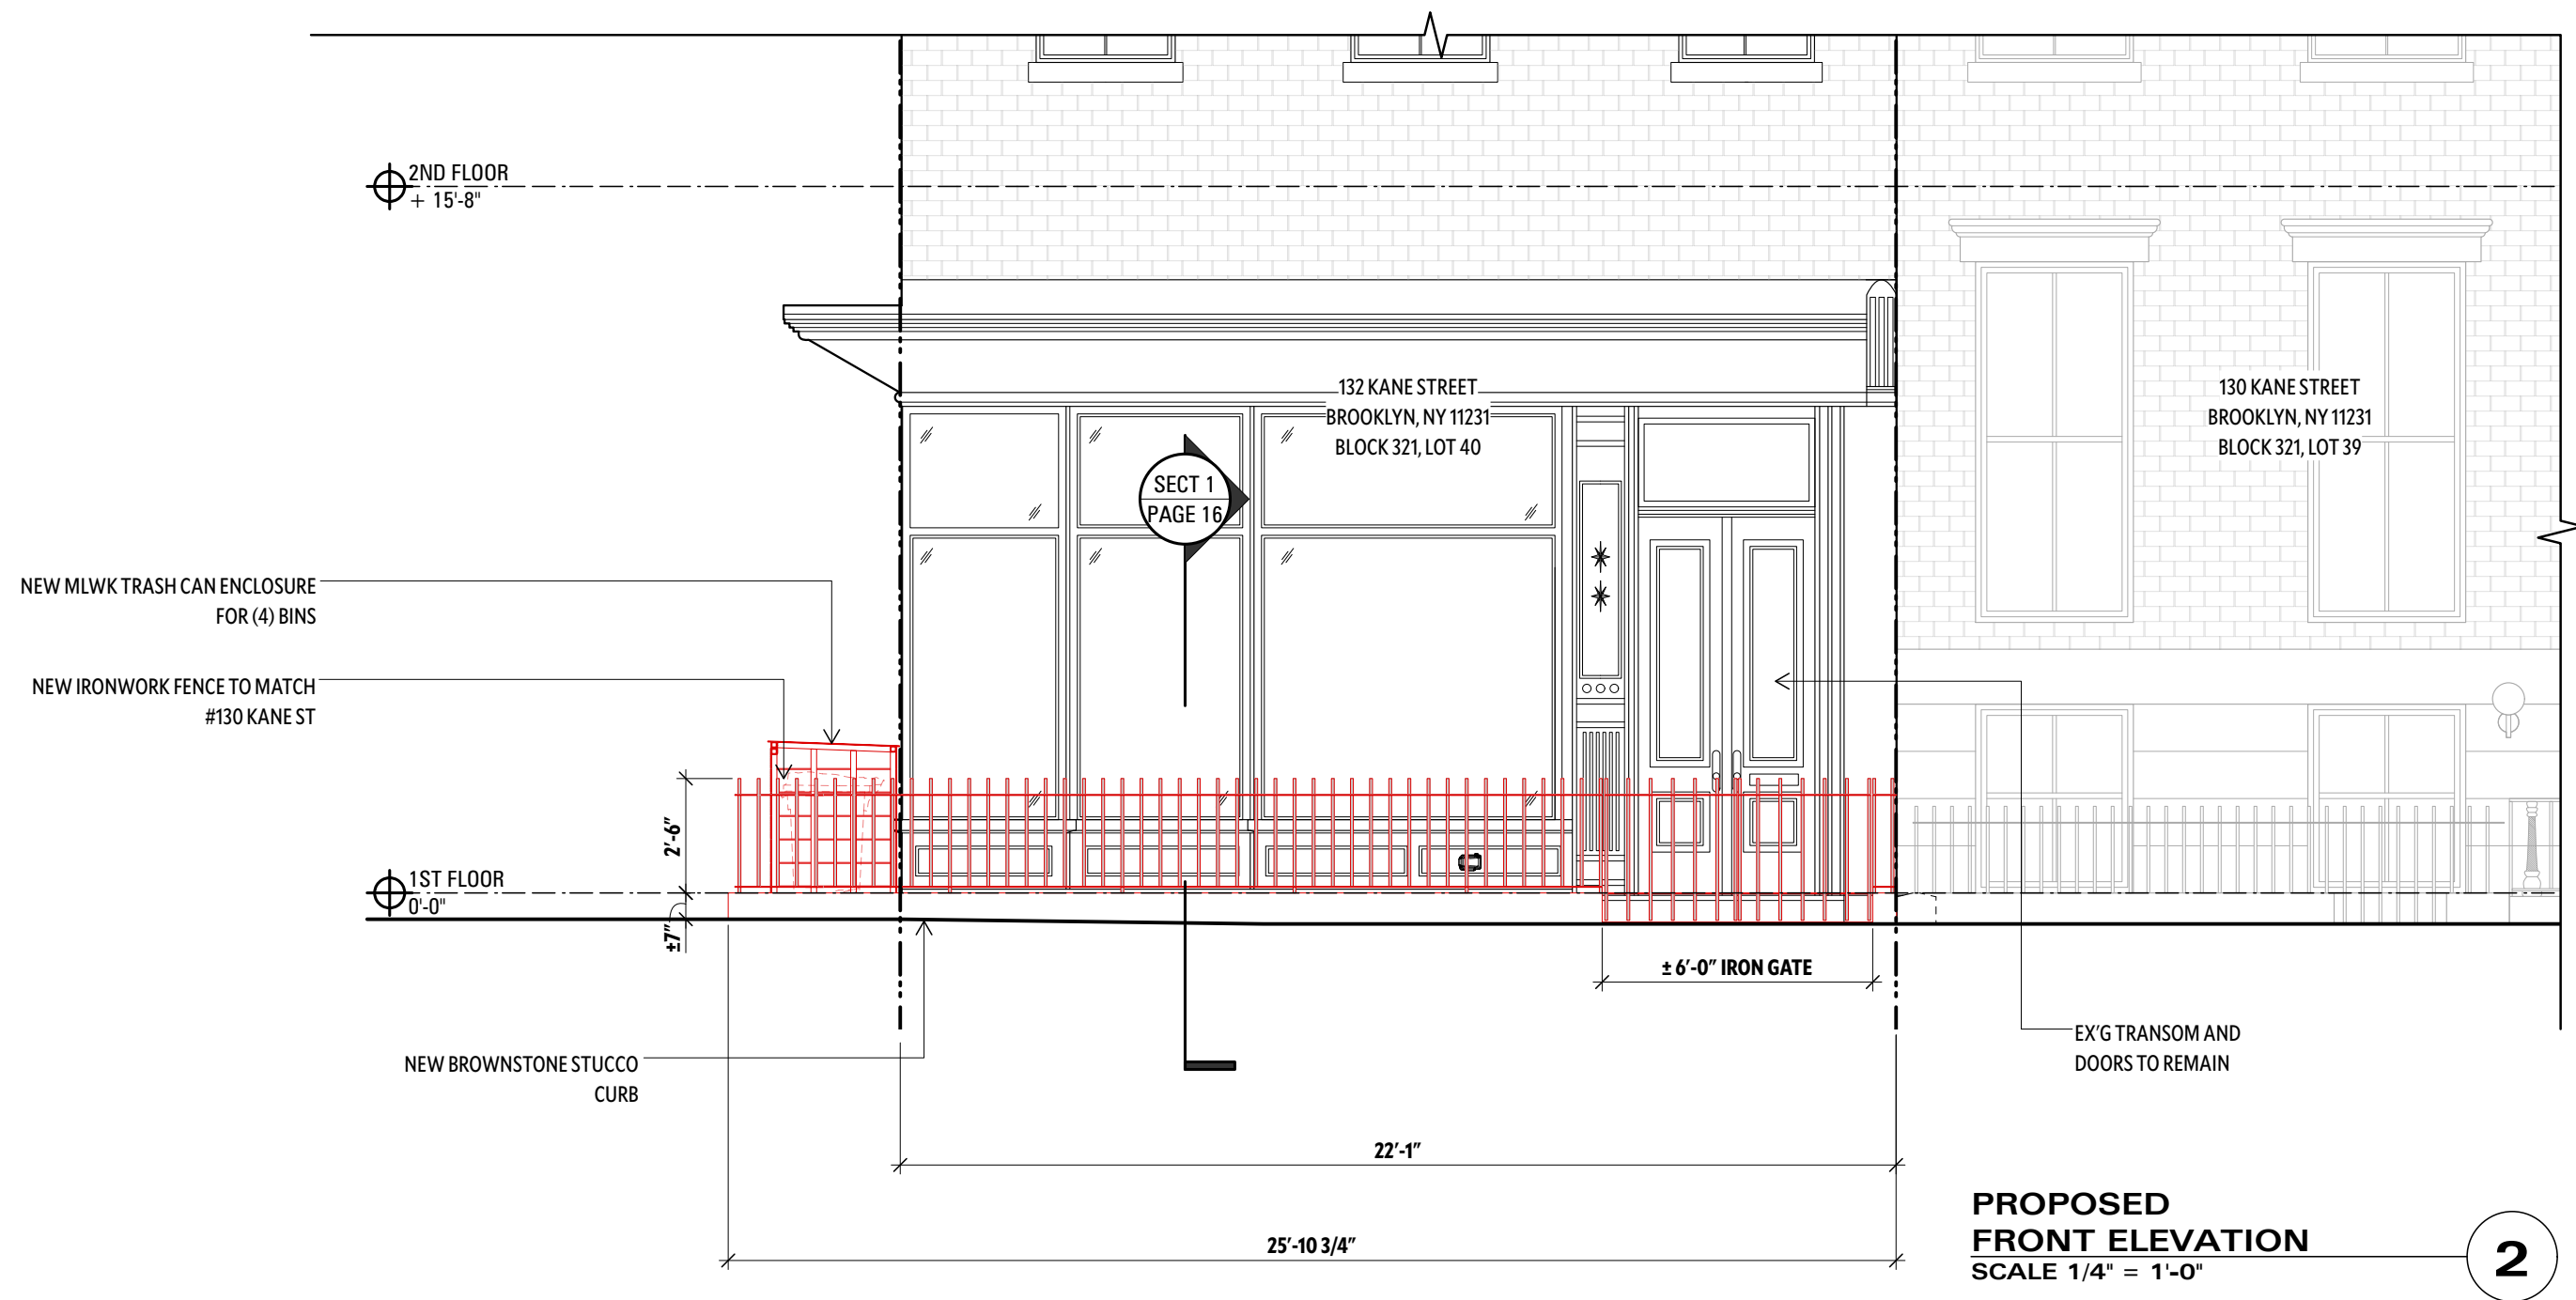 2ND FLOOR
+ 15'-8"
132 KANE STREET
BROOKLYN, NY 11231
BLOCK 321, LOT 40
130 KANE STREET
BROOKLYN, NY 11231
BLOCK 321, LOT 39
SECT 1
PAGE 16
NEW MLWK TRASH CAN ENCLOSURE
FOR (4) BINS
NEW IRONWORK FENCE TO MATCH
#130 KANE ST
2'-6"
1ST FLOOR
0'-0"
±7"
± 6'-0" IRON GATE
NEW BROWNSTONE STUCCO
CURB
EX'G TRANSOM AND
DOORS TO REMAIN
22'-1"
25'-10 3/4"
PROPOSED
FRONT ELEVATION
SCALE 1/4" = 1'-0"
2